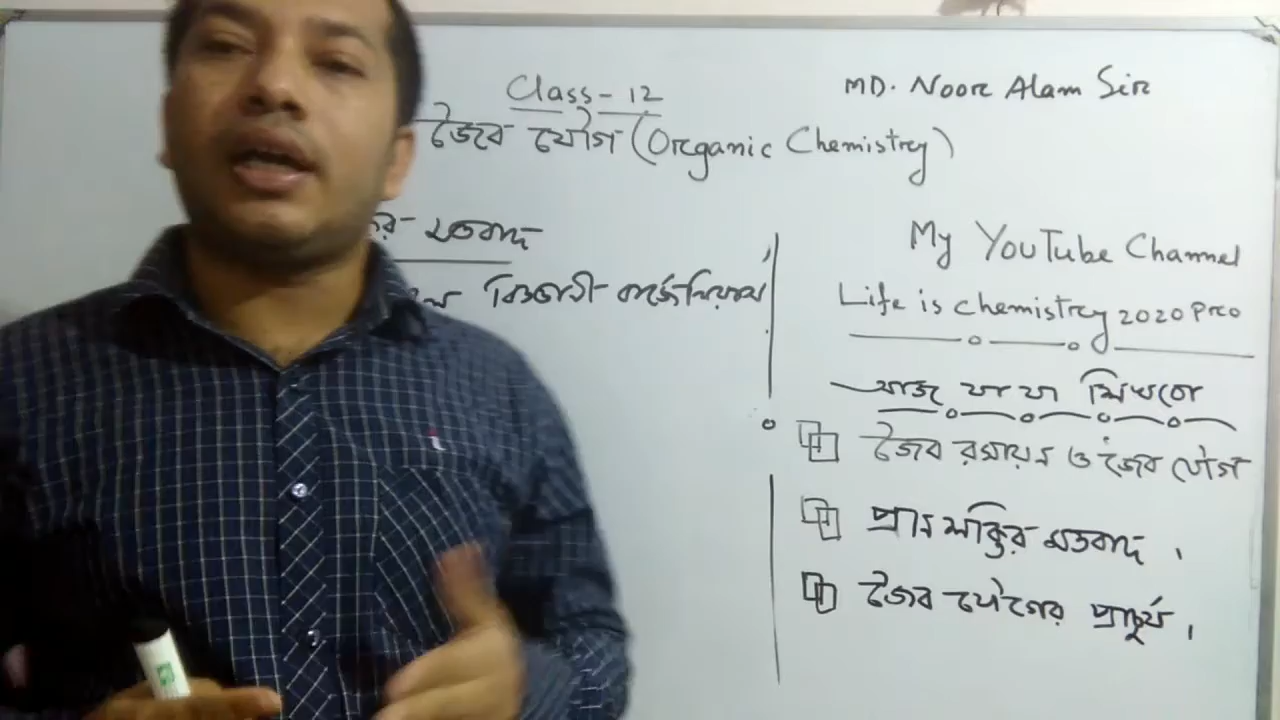 Class - 12
MD. Noor Alam Sir
জৈব যৌগ (Organic Chemistry)
মতবাদ
বিজ্ঞানী বার্জেলিয়াস
My YouTube Channel
Life is chemistry 2020 Pro
আজ যা যা শিখবো
জৈব রসায়ন ও জৈব যৌগ
প্রাণশক্তির মতবাদ ।
জৈব যৌগের প্রাচুর্য ।